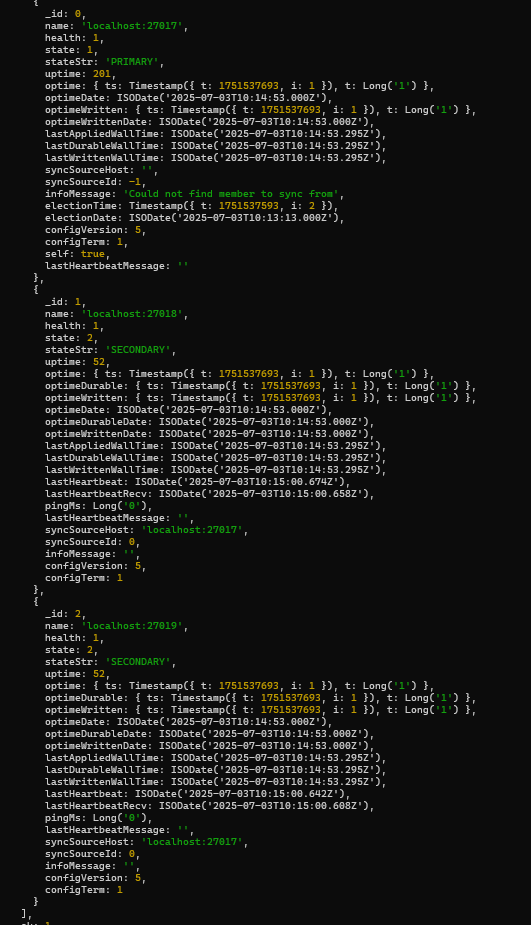 {
_id: 0,
name: 'localhost:27017',
health: 1,
state: 1,
stateStr: 'PRIMARY',
uptime: 201,
optime: { ts: Timestamp({ t: 1751537693, i: 1 }), t: Long('1') },
optimeDate: ISODate('2025-07-03T10:14:53.000Z'),
optimeWritten: { ts: Timestamp({ t: 1751537693, i: 1 }), t: Long('1') },
optimeWrittenDate: ISODate('2025-07-03T10:14:53.000Z'),
lastAppliedWallTime: ISODate('2025-07-03T10:14:53.295Z'),
lastDurableWallTime: ISODate('2025-07-03T10:14:53.295Z'),
lastWrittenWallTime: ISODate('2025-07-03T10:14:53.295Z'),
syncSourceHost: '',
syncSourceId: -1,
infoMessage: 'Could not find member to sync from',
electionTime: Timestamp({ t: 1751537593, i: 2 }),
electionDate: ISODate('2025-07-03T10:13:13.000Z'),
configVersion: 5,
configTerm: 1,
self: true,
lastHeartbeatMessage: ''
},
{
_id: 1,
name: 'localhost:27018',
health: 1,
state: 2,
stateStr: 'SECONDARY',
uptime: 52,
optime: { ts: Timestamp({ t: 1751537693, i: 1 }), t: Long('1') },
optimeDurable: { ts: Timestamp({ t: 1751537693, i: 1 }), t: Long('1') },
optimeWritten: { ts: Timestamp({ t: 1751537693, i: 1 }), t: Long('1') },
optimeDate: ISODate('2025-07-03T10:14:53.000Z'),
optimeDurableDate: ISODate('2025-07-03T10:14:53.000Z'),
optimeWrittenDate: ISODate('2025-07-03T10:14:53.000Z'),
lastAppliedWallTime: ISODate('2025-07-03T10:14:53.295Z'),
lastDurableWallTime: ISODate('2025-07-03T10:14:53.295Z'),
lastWrittenWallTime: ISODate('2025-07-03T10:14:53.295Z'),
lastHeartbeat: ISODate('2025-07-03T10:15:00.674Z'),
lastHeartbeatRecv: ISODate('2025-07-03T10:15:00.658Z'),
pingMs: Long('0'),
lastHeartbeatMessage: '',
syncSourceHost: 'localhost:27017',
syncSourceId: 0,
infoMessage: '',
configVersion: 5,
configTerm: 1
},
{
_id: 2,
name: 'localhost:27019',
health: 1,
state: 2,
stateStr: 'SECONDARY',
uptime: 52,
optime: { ts: Timestamp({ t: 1751537693, i: 1 }), t: Long('1') },
optimeDurable: { ts: Timestamp({ t: 1751537693, i: 1 }), t: Long('1') },
optimeWritten: { ts: Timestamp({ t: 1751537693, i: 1 }), t: Long('1') },
optimeDate: ISODate('2025-07-03T10:14:53.000Z'),
optimeDurableDate: ISODate('2025-07-03T10:14:53.000Z'),
optimeWrittenDate: ISODate('2025-07-03T10:14:53.000Z'),
lastAppliedWallTime: ISODate('2025-07-03T10:14:53.295Z'),
lastDurableWallTime: ISODate('2025-07-03T10:14:53.295Z'),
lastWrittenWallTime: ISODate('2025-07-03T10:14:53.295Z'),
lastHeartbeat: ISODate('2025-07-03T10:15:00.642Z'),
lastHeartbeatRecv: ISODate('2025-07-03T10:15:00.608Z'),
pingMs: Long('0'),
lastHeartbeatMessage: '',
syncSourceHost: 'localhost:27017',
syncSourceId: 0,
infoMessage: '',
configVersion: 5,
configTerm: 1
}
],